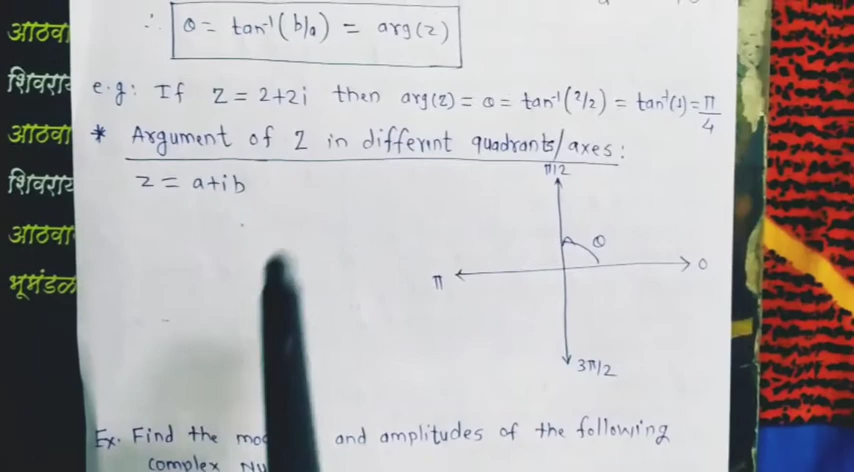 आठवा
शिवराय
आठवा
शिवराय
आठवा
भूमंडळ
∴ θ = tan⁻¹(b/a) = arg(z)
e.g: If z = 2+2i then arg(z) = θ = tan⁻¹(2/2) = tan⁻¹(1) = π/4
* Argument of Z in different quadrants/axes:
z = a+ib
π/2
θ
π
0
3π/2
Ex. Find the and amplitudes of the following
complex